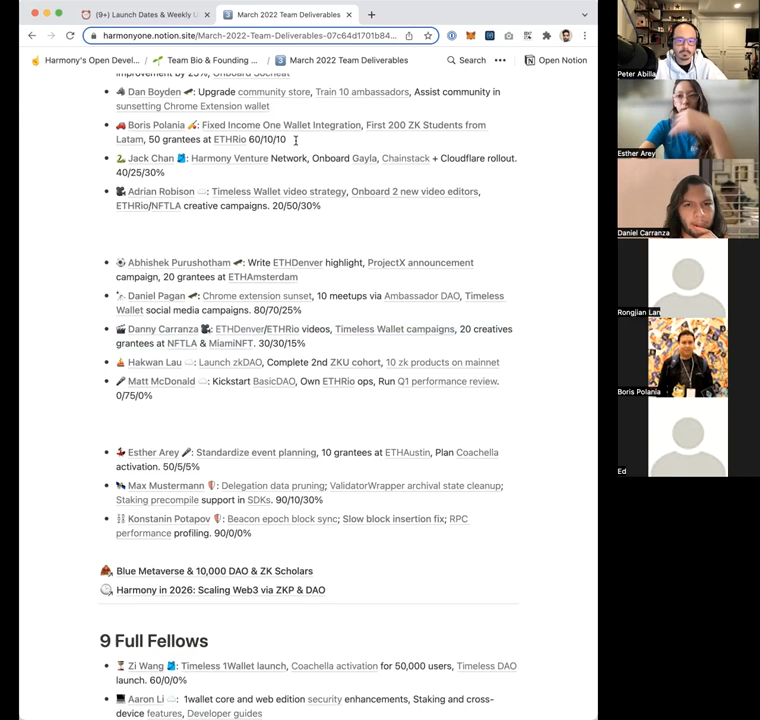 (9+) Launch Dates & Weekly U
March 2022 Team Deliverables
harmonyone.notion.site/March-2022-Team-Deliverables-07c64d1701b84...
Harmony's Open Devel... / Team Bio & Founding ... / March 2022 Team Deliverables
Search
Open Notion
improvement by 25%, Onboard Socheat
Dan Boyden : Upgrade community store, Train 10 ambassadors, Assist community in
sunsetting Chrome Extension wallet
Boris Polania : Fixed Income One Wallet Integration, First 200 ZK Students from
Latam, 50 grantees at ETHRio 60/10/10
Jack Chan : Harmony Venture Network, Onboard Gayla, Chainstack + Cloudflare rollout.
40/25/30%
Adrian Robison : Timeless Wallet video strategy, Onboard 2 new video editors,
ETHRio/NFTLA creative campaigns. 20/50/30%
Abhishek Purushotham : Write ETHDenver highlight, ProjectX announcement
campaign, 20 grantees at ETHAmsterdam
Daniel Pagan : Chrome extension sunset, 10 meetups via Ambassador DAO, Timeless
Wallet social media campaigns. 80/70/25%
Danny Carranza : ETHDenver/ETHRio videos, Timeless Wallet campaigns, 20 creatives
grantees at NFTLA & MiamiNFT. 30/30/15%
Hakwan Lau : Launch zkDAO, Complete 2nd ZKU cohort, 10 zk products on mainnet
Matt McDonald : Kickstart BasicDAO, Own ETHRio ops, Run Q1 performance review.
0/75/0%
Esther Arey : Standardize event planning, 10 grantees at ETHAustin, Plan Coachella
activation. 50/5/5%
Max Mustermann : Delegation data pruning; ValidatorWrapper archival state cleanup;
Staking precompile support in SDKs. 90/10/30%
Konstanin Potapov : Beacon epoch block sync; Slow block insertion fix; RPC
performance profiling. 90/0/0%
Blue Metaverse & 10,000 DAO & ZK Scholars
Harmony in 2026: Scaling Web3 via ZKP & DAO
9 Full Fellows
Zi Wang : Timeless 1Wallet launch, Coachella activation for 50,000 users, Timeless DAO
launch. 60/0/0%
Aaron Li : 1wallet core and web edition security enhancements, Staking and cross-
device features, Developer guides
Peter Abilla
Esther Arey
Daniel Carranza
Rongjian Lan
Boris Polania
Ed